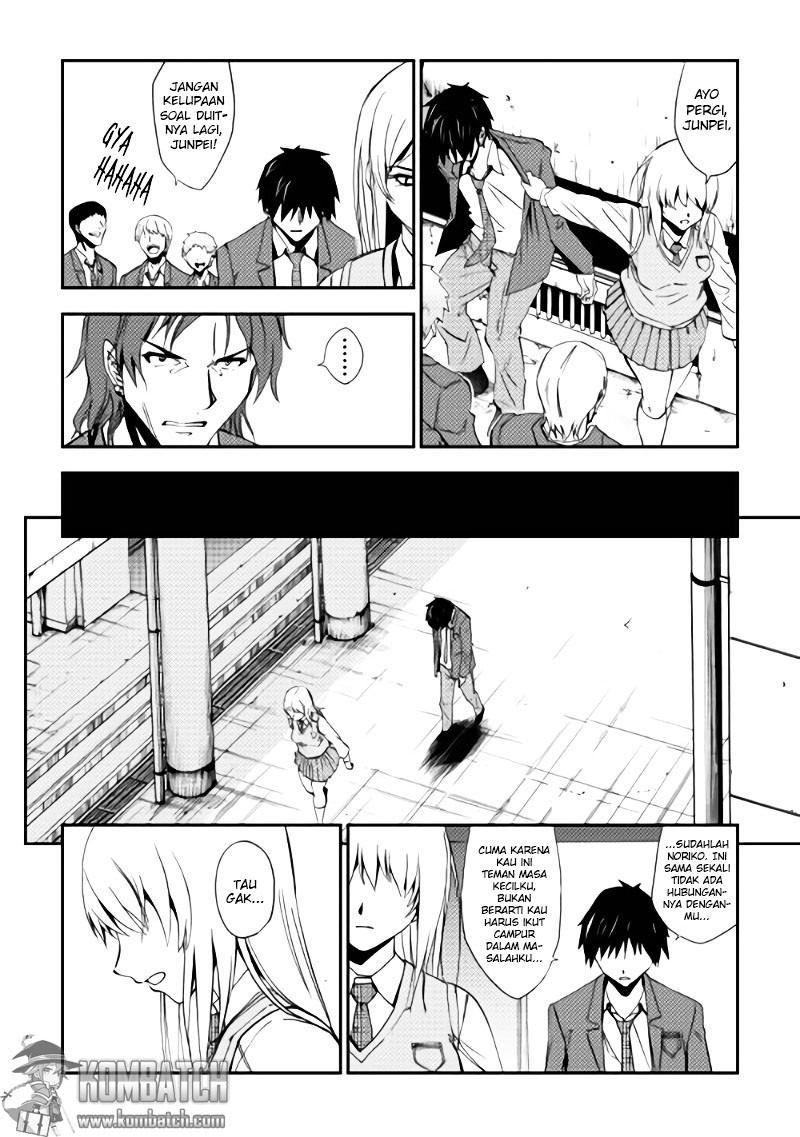 AYO
PERGI,
JUNPEI.
JANGAN
KELUPAAN
SOAL DUIT-
NYA LAGI,
JUNPEI!
GYA
HAHAHA
...SUDAHLAH
NORIKO. INI
SAMA SEKALI
TIDAK ADA
HUBUNGAN-
NYA DENGAN-
MU...
CUMA KARENA
KAU INI
TEMAN MASA
KECILKU,
BUKAN
BERARTI KAU
HARUS IKUT
CAMPUR
DALAM MA-
SALAHKU...
TAU
GAK...
KOMBATCH
www.kombatch.com